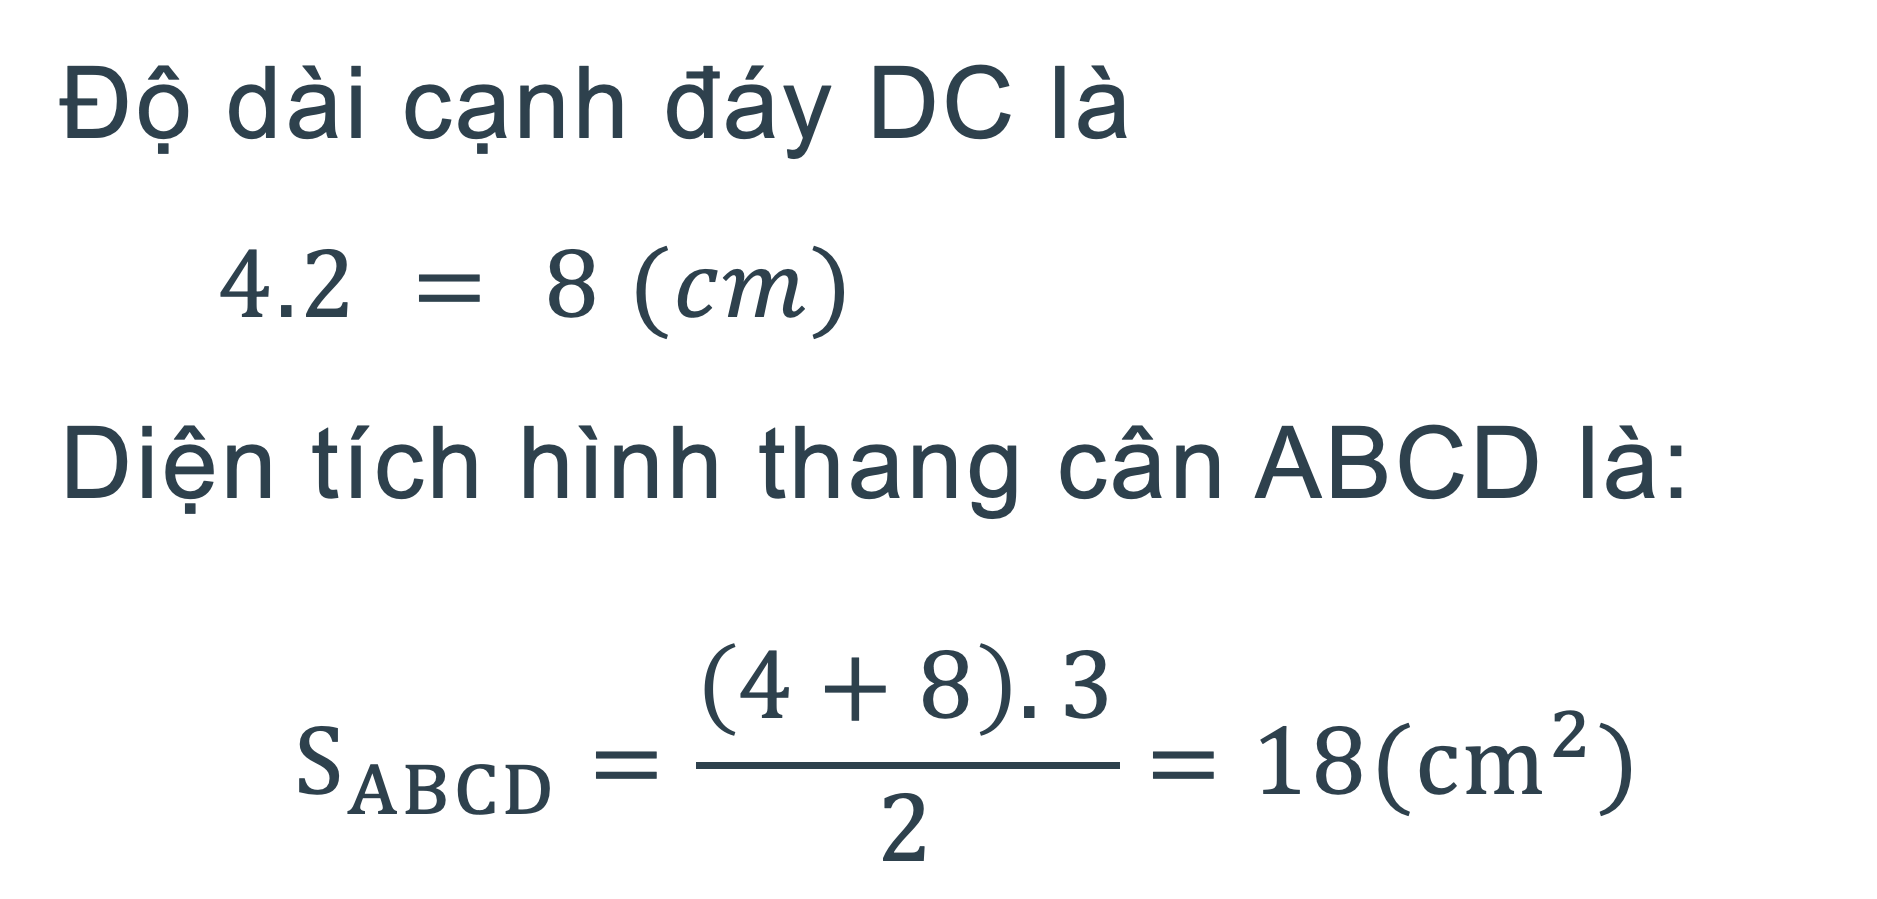 Độ dài cạnh đáy DC là
4.2 = 8 (cm)
Diện tích hình thang cân ABCD là:
S_ABCD = (4 + 8).3 / 2 = 18(cm²)